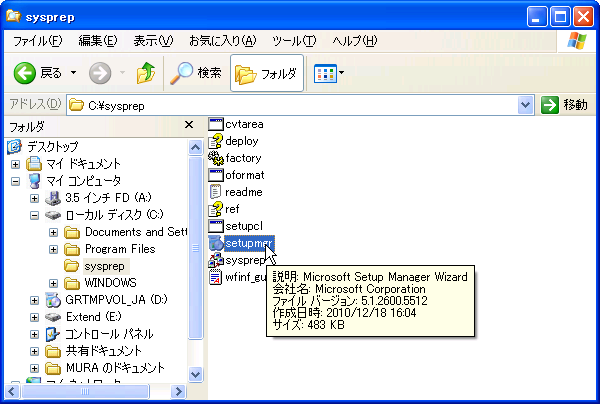 sysprep
ファイル(F) 編集(E) 表示(V) お気に入り(A) ツール(T) ヘルプ(H)
戻る 検索 フォルダ
アドレス(D) C:¥sysprep 移動
フォルダ
デスクトップ
マイ ドキュメント
マイ コンピュータ
3.5 インチ FD (A:)
ローカル ディスク (C:)
Documents and Sett
Program Files
sysprep
WINDOWS
GRTMPVOL_JA (D:)
Extend (E:)
コントロール パネル
共有ドキュメント
MURA のドキュメント
cvtarea
deploy
factory
oformat
readme
ref
setupcl
setupmgr
sysprep
wfinf_gu
説明: Microsoft Setup Manager Wizard
会社名: Microsoft Corporation
ファイル バージョン: 5.1.2600.5512
作成日時: 2010/12/18 16:04
サイズ: 483 KB